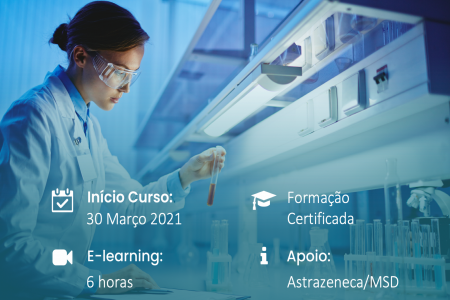 Início Curso:
30 Março 2021
Formação
Certificada
E-learning:
6 horas
Apoio:
Astrazeneca/MSD